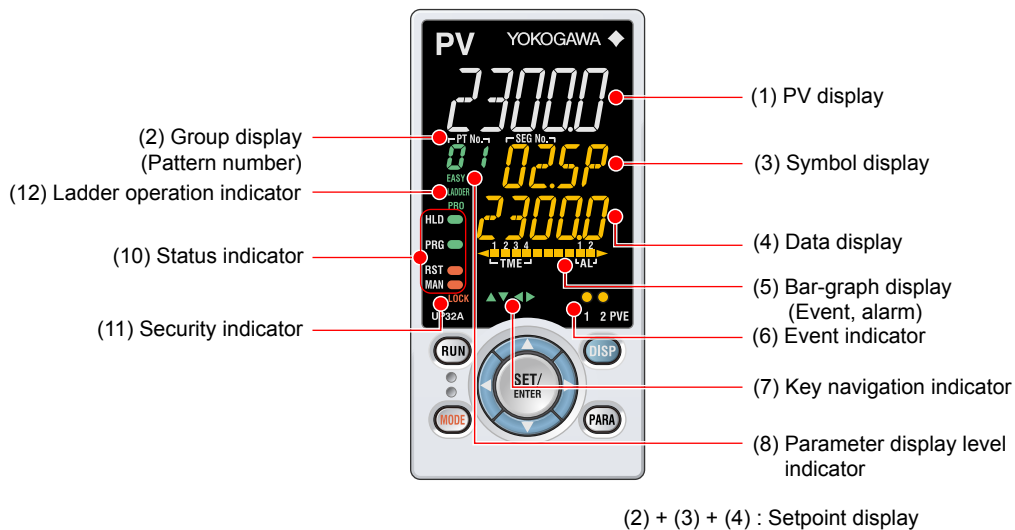 PV YOKOGAWA
2300.0
(1) PV display
PT No. SEG No.
(2) Group display
(Pattern number)
01 02.SP
(3) Symbol display
EASY
(12) Ladder operation indicator
LADDER
PRO
2300.0
(4) Data display
HLD
PRG
RST
MAN
(10) Status indicator
1 2 3 4 1 2
TME AL
(5) Bar-graph display
(Event, alarm)
LOCK
(11) Security indicator
UP32A
1 2 PVE
(6) Event indicator
RUN
DISP
SET/
ENTER
(7) Key navigation indicator
MODE
PARA
(8) Parameter display level
indicator
(2) + (3) + (4) : Setpoint display